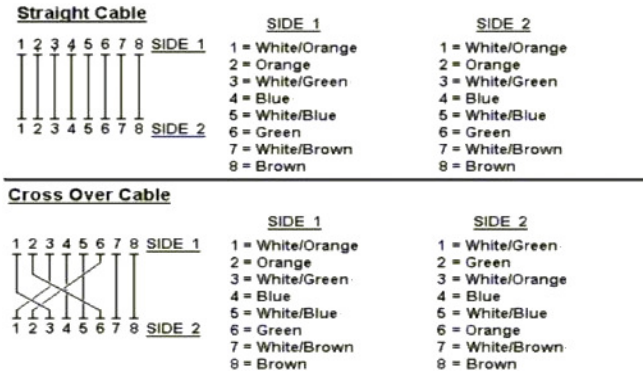 Straight Cable
1 2 3 4 5 6 7 8 SIDE 1
1 2 3 4 5 6 7 8 SIDE 2
SIDE 1
1 = White/Orange
2 = Orange
3 = White/Green
4 = Blue
5 = White/Blue
6 = Green
7 = White/Brown
8 = Brown
SIDE 2
1 = White/Orange
2 = Orange
3 = White/Green
4 = Blue
5 = White/Blue
6 = Green
7 = White/Brown
8 = Brown
Cross Over Cable
1 2 3 4 5 6 7 8 SIDE 1
1 2 3 4 5 6 7 8 SIDE 2
SIDE 1
1 = White/Orange
2 = Orange
3 = White/Green
4 = Blue
5 = White/Blue
6 = Green
7 = White/Brown
8 = Brown
SIDE 2
1 = White/Green
2 = Green
3 = White/Orange
4 = Blue
5 = White/Blue
6 = Orange
7 = White/Brown
8 = Brown